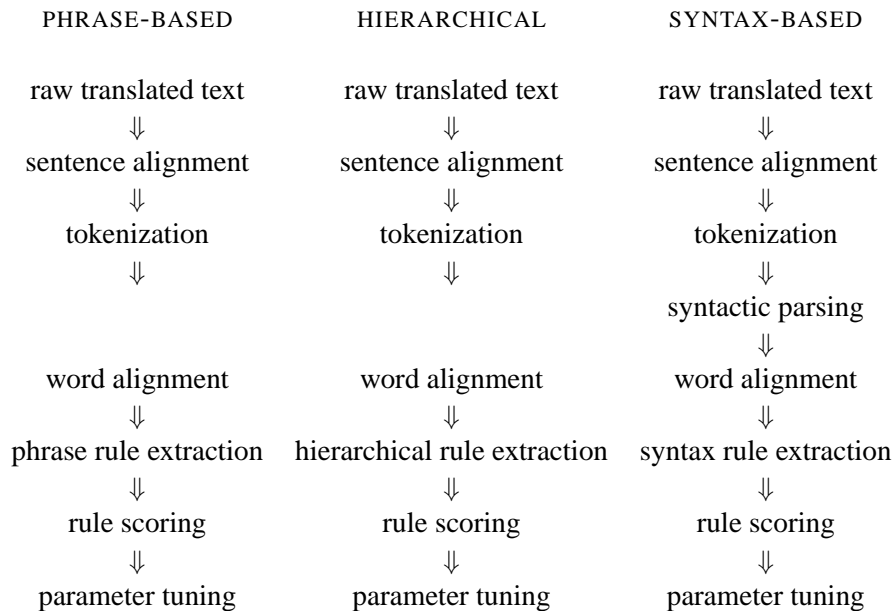 PHRASE-BASED HIERARCHICAL SYNTAX-BASED
raw translated text raw translated text raw translated text
⇓ ⇓ ⇓
sentence alignment sentence alignment sentence alignment
⇓ ⇓ ⇓
tokenization tokenization tokenization
⇓ ⇓ ⇓
syntactic parsing
⇓
word alignment word alignment word alignment
⇓ ⇓ ⇓
phrase rule extraction hierarchical rule extraction syntax rule extraction
⇓ ⇓ ⇓
rule scoring rule scoring rule scoring
⇓ ⇓ ⇓
parameter tuning parameter tuning parameter tuning